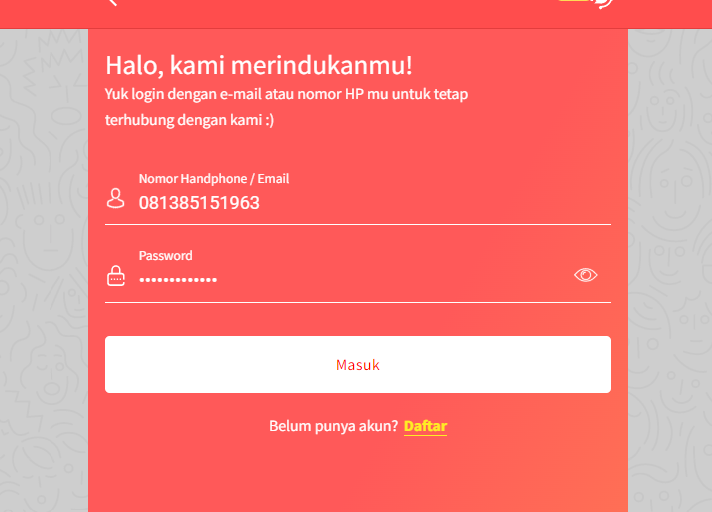 Halo, kami merindukanmu!
Yuk login dengan e-mail atau nomor HP mu untuk tetap
terhubung dengan kami :)
Nomor Handphone / Email
081385151963
Password
•••••••••••••
Masuk
Belum punya akun? Daftar